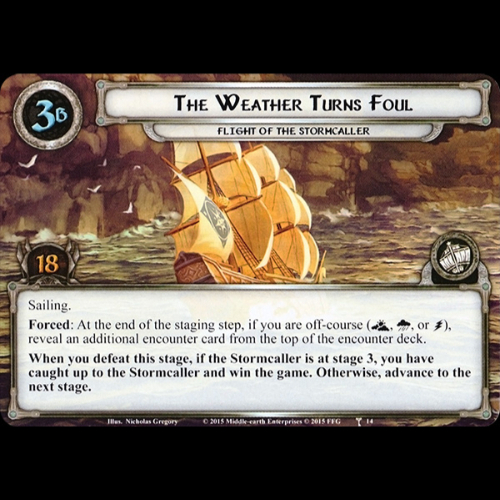 3B
THE WEATHER TURNS FOUL
FLIGHT OF THE STORMCALLER
18
Sailing.
Forced: At the end of the staging step, if you are off-course ( , , or ),
reveal an additional encounter card from the top of the encounter deck.
When you defeat this stage, if the Stormcaller is at stage 3, you have
caught up to the Stormcaller and win the game. Otherwise, advance to the
next stage.
Illus. Nicholas Gregory © 2015 Middle-earth Enterprises © 2015 FFG 14